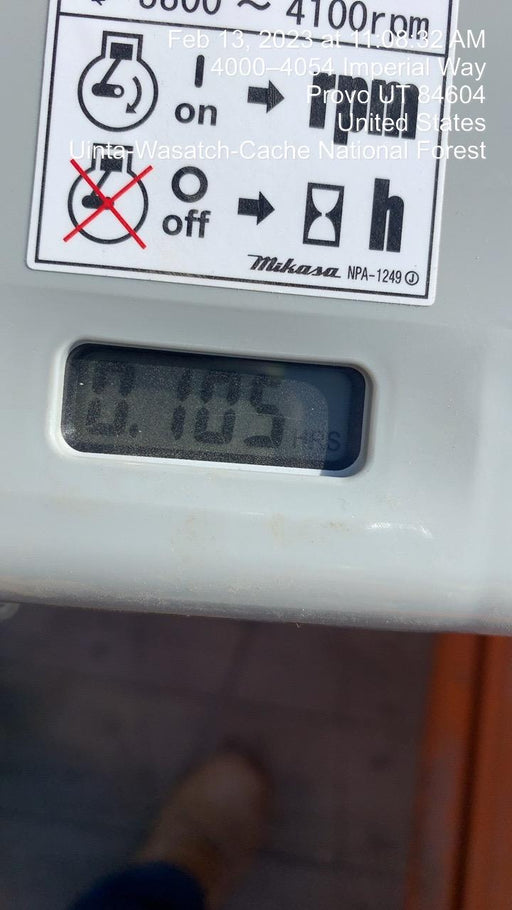 ~ 4100rpm
Feb 13, 2023 at 11:08:32 AM
4000–4054 Imperial Way
Provo UT 84604
United States
Uinta-Wasatch-Cache National Forest
on rpm
off h
Mikasa NPA-1249 J
0.105 HRS